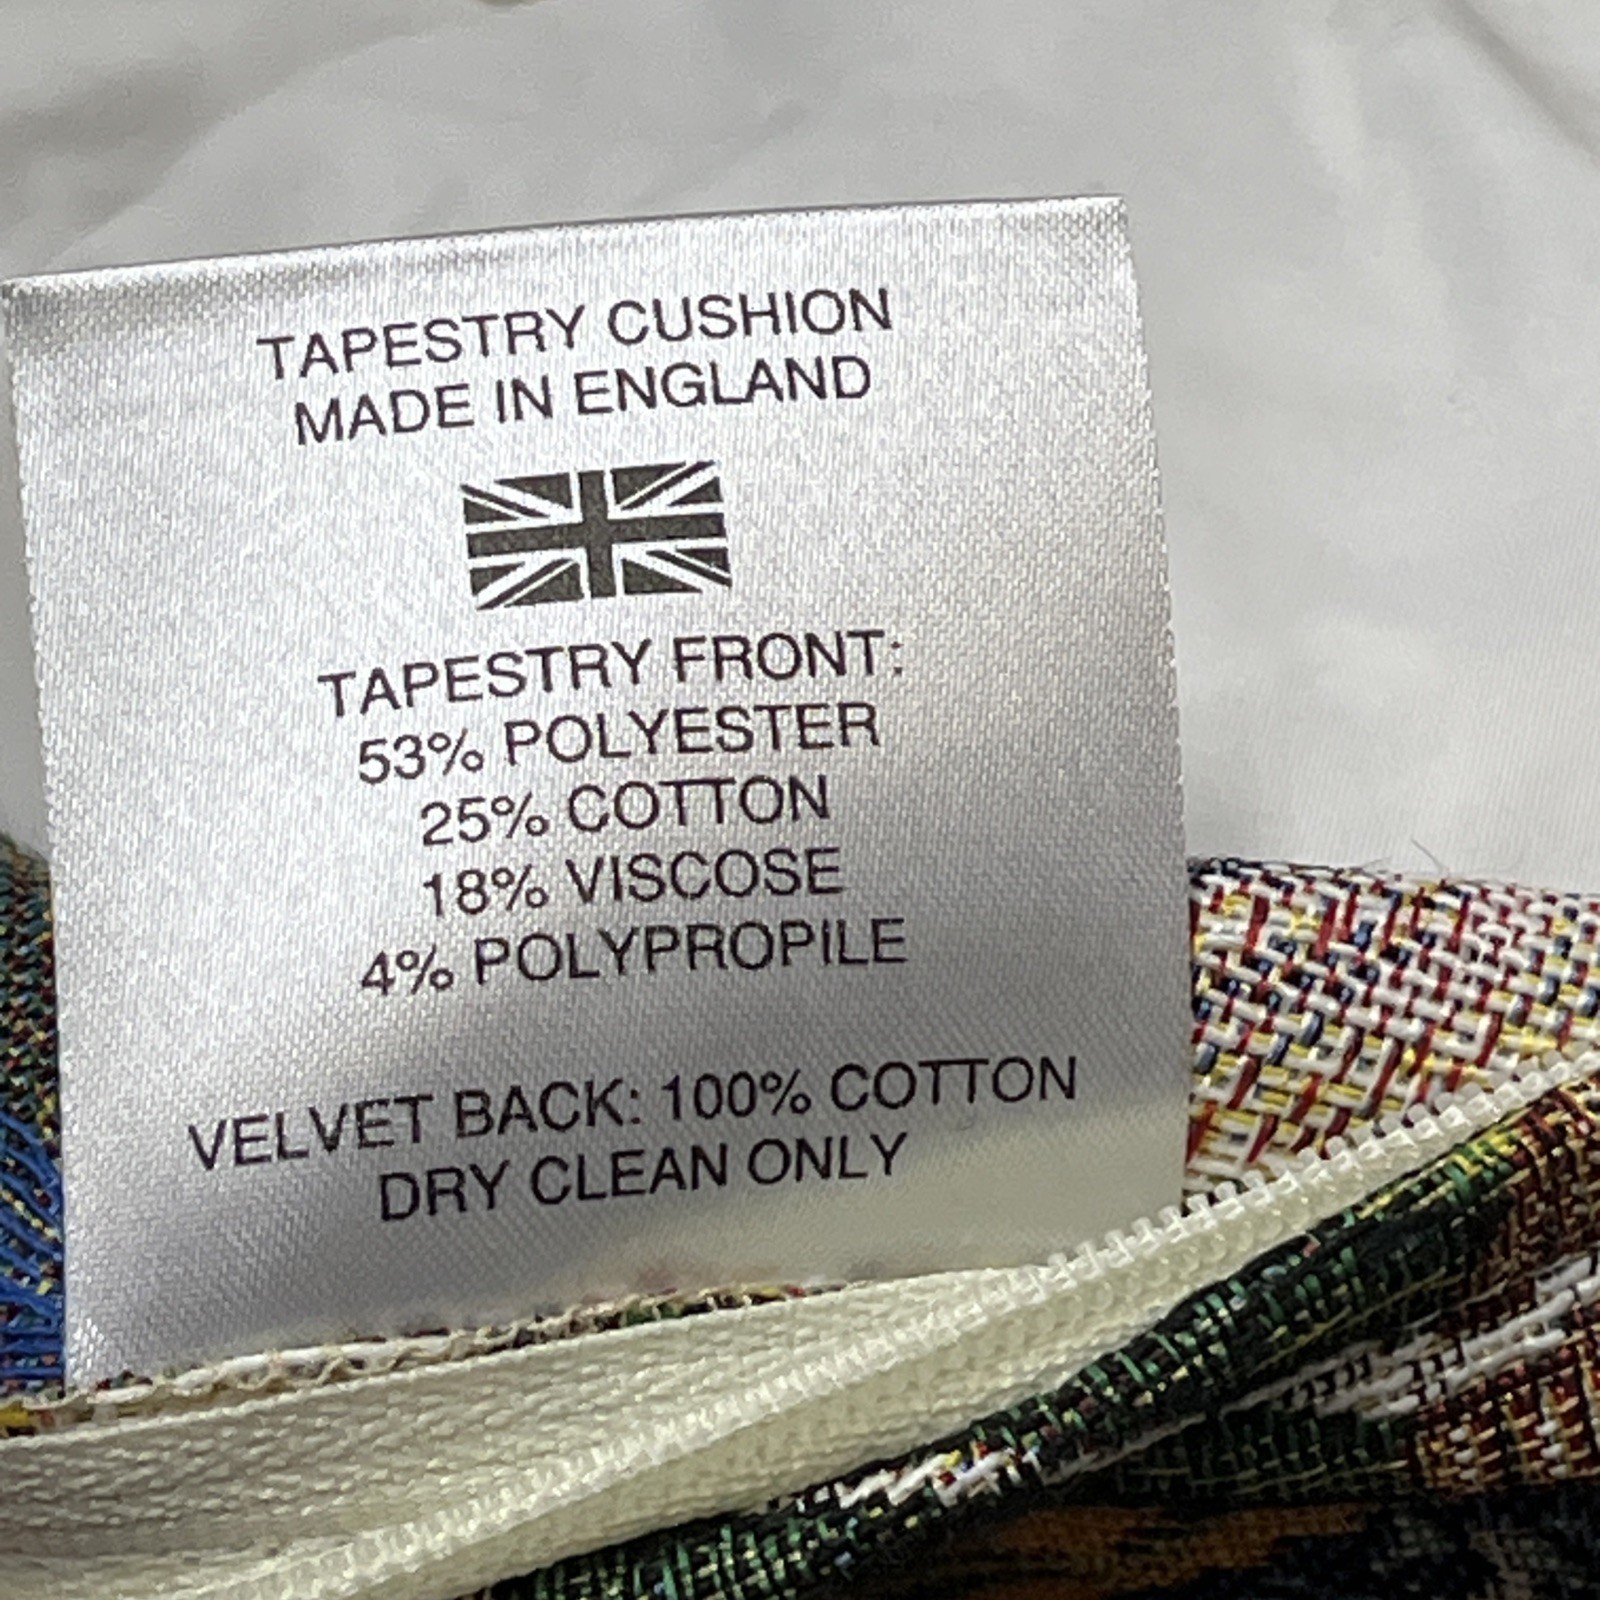 TAPESTRY CUSHION
MADE IN ENGLAND
TAPESTRY FRONT:
53% POLYESTER
25% COTTON
18% VISCOSE
4% POLYPROPILE
VELVET BACK: 100% COTTON
DRY CLEAN ONLY